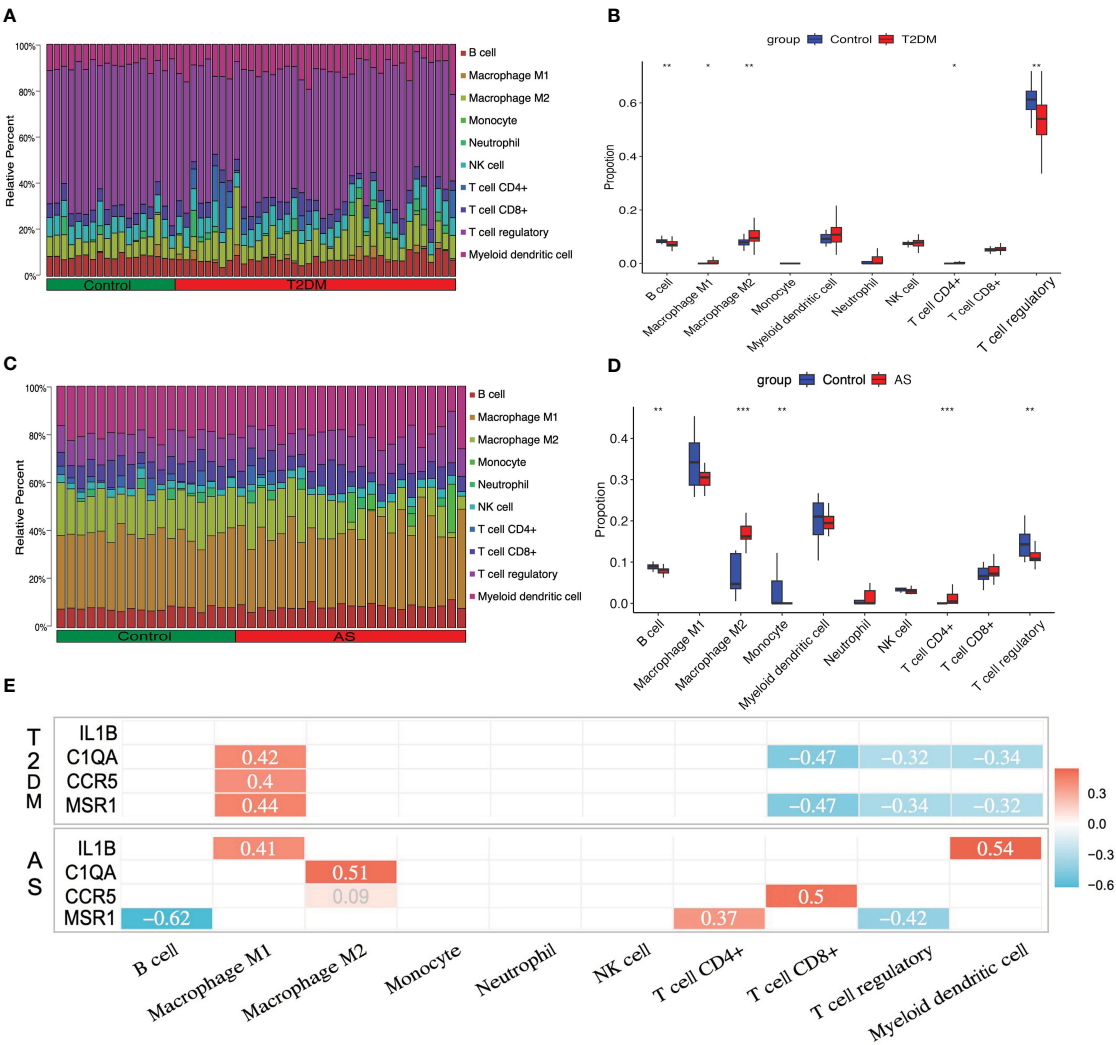 A
100%
80%
60%
40%
20%
0%
Relative Percent
Control
T2DM
B cell
Macrophage M1
Macrophage M2
Monocyte
Neutrophil
NK cell
T cell CD4+
T cell CD8+
T cell regulatory
Myeloid dendritic cell
B
group Control T2DM
** * ** * **
0.6
0.4
0.2
0.0
Propotion
B cell
Macrophage M1
Macrophage M2
Monocyte
Myeloid dendritic cell
Neutrophil
NK cell
T cell CD4+
T cell CD8+
T cell regulatory
C
100%
80%
60%
40%
20%
0%
Relative Percent
Control
AS
B cell
Macrophage M1
Macrophage M2
Monocyte
Neutrophil
NK cell
T cell CD4+
T cell CD8+
T cell regulatory
Myeloid dendritic cell
D
group Control AS
** *** ** *** **
0.4
0.3
0.2
0.1
0.0
Propotion
B cell
Macrophage M1
Macrophage M2
Monocyte
Myeloid dendritic cell
Neutrophil
NK cell
T cell CD4+
T cell CD8+
T cell regulatory
E
T2DM
IL1B
C1QA 0.42 −0.47 −0.32 −0.34
CCR5 0.4
MSR1 0.44 −0.47 −0.34 −0.32
AS
IL1B 0.41 0.54
C1QA 0.51
CCR5 0.09 0.5
MSR1 −0.62 0.37 −0.42
B cell
Macrophage M1
Macrophage M2
Monocyte
Neutrophil
NK cell
T cell CD4+
T cell CD8+
T cell regulatory
Myeloid dendritic cell
0.3
0.0
−0.3
−0.6